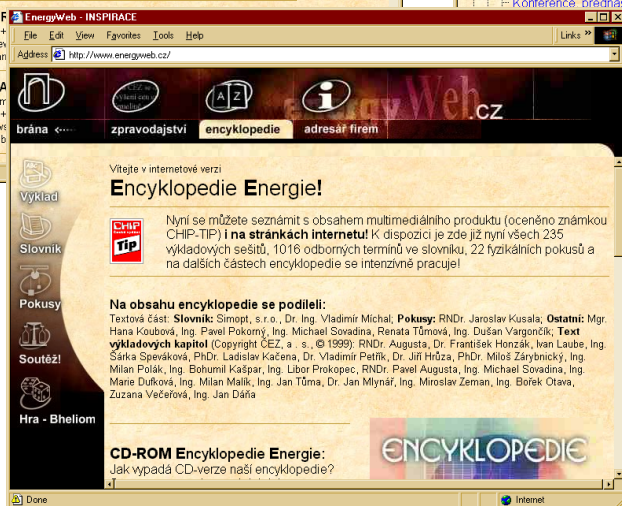 Konference, přednáš
EnergyWeb - INSPIRACE
File Edit View Favorites Tools Help Links »
Address http://www.energyweb.cz/
A Z
EnergyWeb.cz
brána <---- zpravodajství encyklopedie adresář firem
Výklad
Slovník
Pokusy
Soutěž!
Hra - Bheliom
Vítejte v internetové verzi
Encyklopedie Energie!
CHIP
Tip
Nyní se můžete seznámit s obsahem multimediálního produktu (oceněno známkou
CHIP-TIP) i na stránkách internetu! K dispozici je zde již nyní všech 235
výkladových sešitů, 1016 odborných termínů ve slovníku, 22 fyzikálních pokusů a
na dalších částech encyklopedie se intenzívně pracuje!
Na obsahu encyklopedie se podíleli:
Textová část: Slovník: Simopt, s.r.o., Dr. Ing. Vladimír Míchal; Pokusy: RNDr. Jaroslav Kusala; Ostatní: Mgr.
Hana Koubová, Ing. Pavel Pokorný, Ing. Michael Sovadina, Renata Tůmová, Ing. Dušan Vargončík; Text
výkladových kapitol (Copyright ČEZ, a . s., © 1999): RNDr. Augusta, Dr. František Honzák, Ivan Laube, Ing.
Šárka Speváková, PhDr. Ladislav Kačena, Dr. Vladimír Petřík, Dr. Jiří Hrůza, PhDr. Miloš Zárybnický, Ing.
Milan Polák, Ing. Bohumil Kašpar, Ing. Libor Prokopec, RNDr. Pavel Augusta, Ing. Michael Sovadina, Ing.
Marie Dufková, Ing. Milan Malík, Ing. Jan Tůma, Dr. Jan Mlynář, Ing. Miroslav Zeman, Ing. Bořek Otava,
Zuzana Večeřová, Ing. Jan Dáňa
CD-ROM Encyklopedie Energie:
Jak vypadá CD-verze naší encyklopedie?
ENCYKLOPEDIE
Done Internet